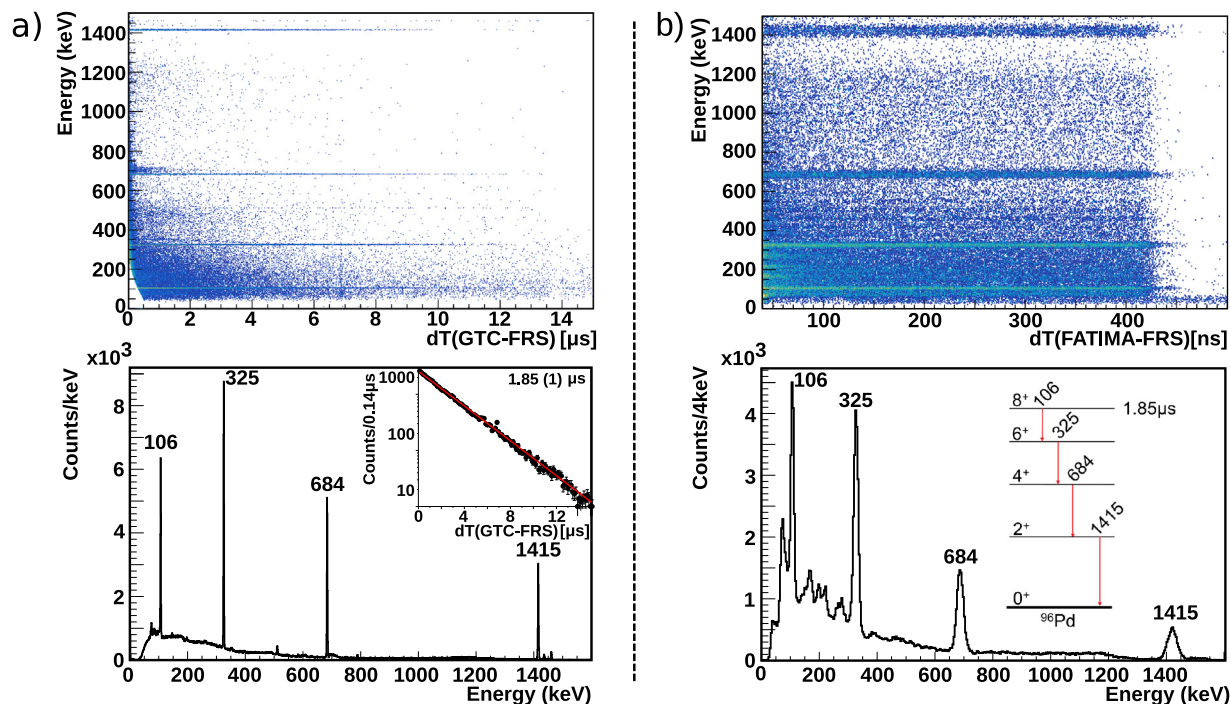 a)
Energy (keV)
1400
1200
1000
800
600
400
200
0
0 2 4 6 8 10 12 14
dT(GTC-FRS) [μs]
b)
Energy (keV)
1400
1200
1000
800
600
400
200
0
100 200 300 400
dT(FATIMA-FRS)[ns]
x10³
Counts/keV
8
6
4
2
0
0 200 400 600 800 1000 1200 1400
Energy (keV)
106
325
684
1415
1.85 (1) μs
Counts/0.14μs
1000
100
10
0 4 8 12
dT(GTC-FRS)[μs]
x10³
Counts/4keV
4
3
2
1
0
0 200 400 600 800 1000 1200 1400
Energy (keV)
106
325
684
1415
8⁺ 106
1.85μs
6⁺ 325
4⁺ 684
2⁺ 1415
0⁺
⁹⁶Pd